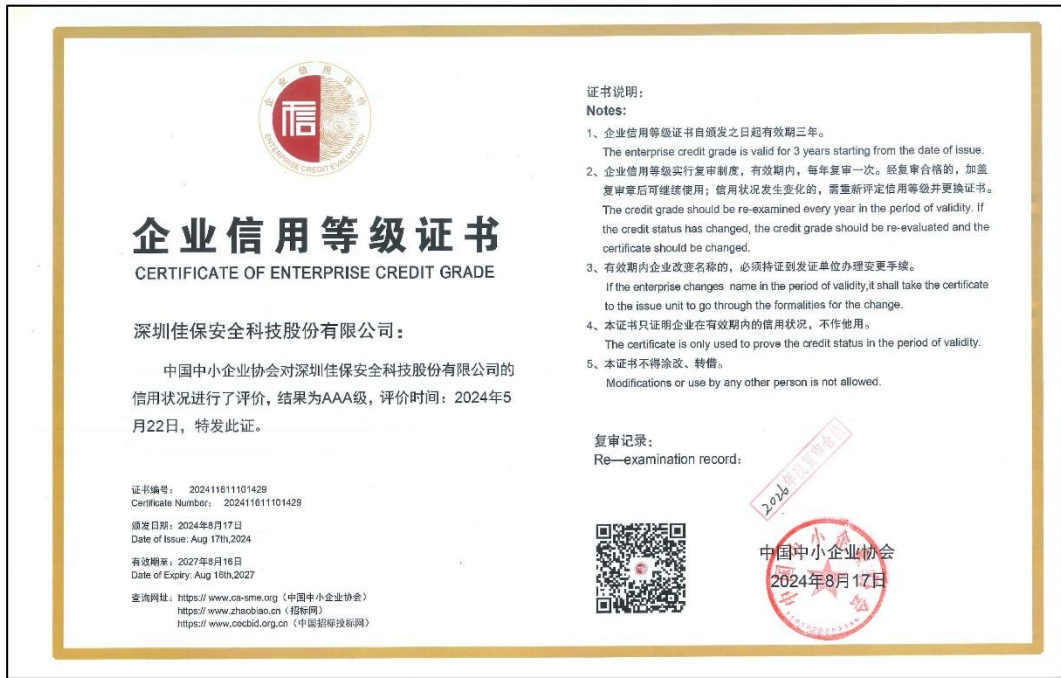 企业信用评价
信
ENTERPRISE CREDIT EVALUATION
企业信用等级证书
CERTIFICATE OF ENTERPRISE CREDIT GRADE
深圳佳保安全科技股份有限公司：
中国中小企业协会对深圳佳保安全科技股份有限公司的
信用状况进行了评价，结果为AAA级，评价时间：2024年5
月22日，特发此证。
证书编号： 202411611101429
Certificate Number： 202411611101429
颁发日期：2024年8月17日
Date of Issue: Aug 17th,2024
有效期至：2027年8月16日
Date of Expiry: Aug 16th,2027
查询网址：https:// www.ca-sme.org（中国中小企业协会）
https:// www.zhaobiao.cn（招标网）
https:// www.cecbid.org.cn（中国招标投标网）
证书说明：
Notes:
1、企业信用等级证书自颁发之日起有效期三年。
The enterprise credit grade is valid for 3 years starting from the date of issue.
2、企业信用等级实行复审制度，有效期内，每年复审一次。经复审合格的，加盖
复审章后可继续使用；信用状况发生变化的，需重新评定信用等级并更换证书。
The credit grade should be re-examined every year in the period of validity. If
the credit status has changed, the credit grade should be re-evaluated and the
certificate should be changed.
3、有效期内企业改变名称的，必须持证到发证单位办理变更手续。
If the enterprise changes name in the period of validity,it shall take the certificate
to the issue unit to go through the formalities for the change.
4、本证书只证明企业在有效期内的信用状况，不作他用。
The certificate is only used to prove the credit status in the period of validity.
5、本证书不得涂改、转借。
Modifications or use by any other person is not allowed.
复审记录：
Re—examination record：
2026年度复审合格
中国中小企业协会
2024年8月17日
中国中小企业协会